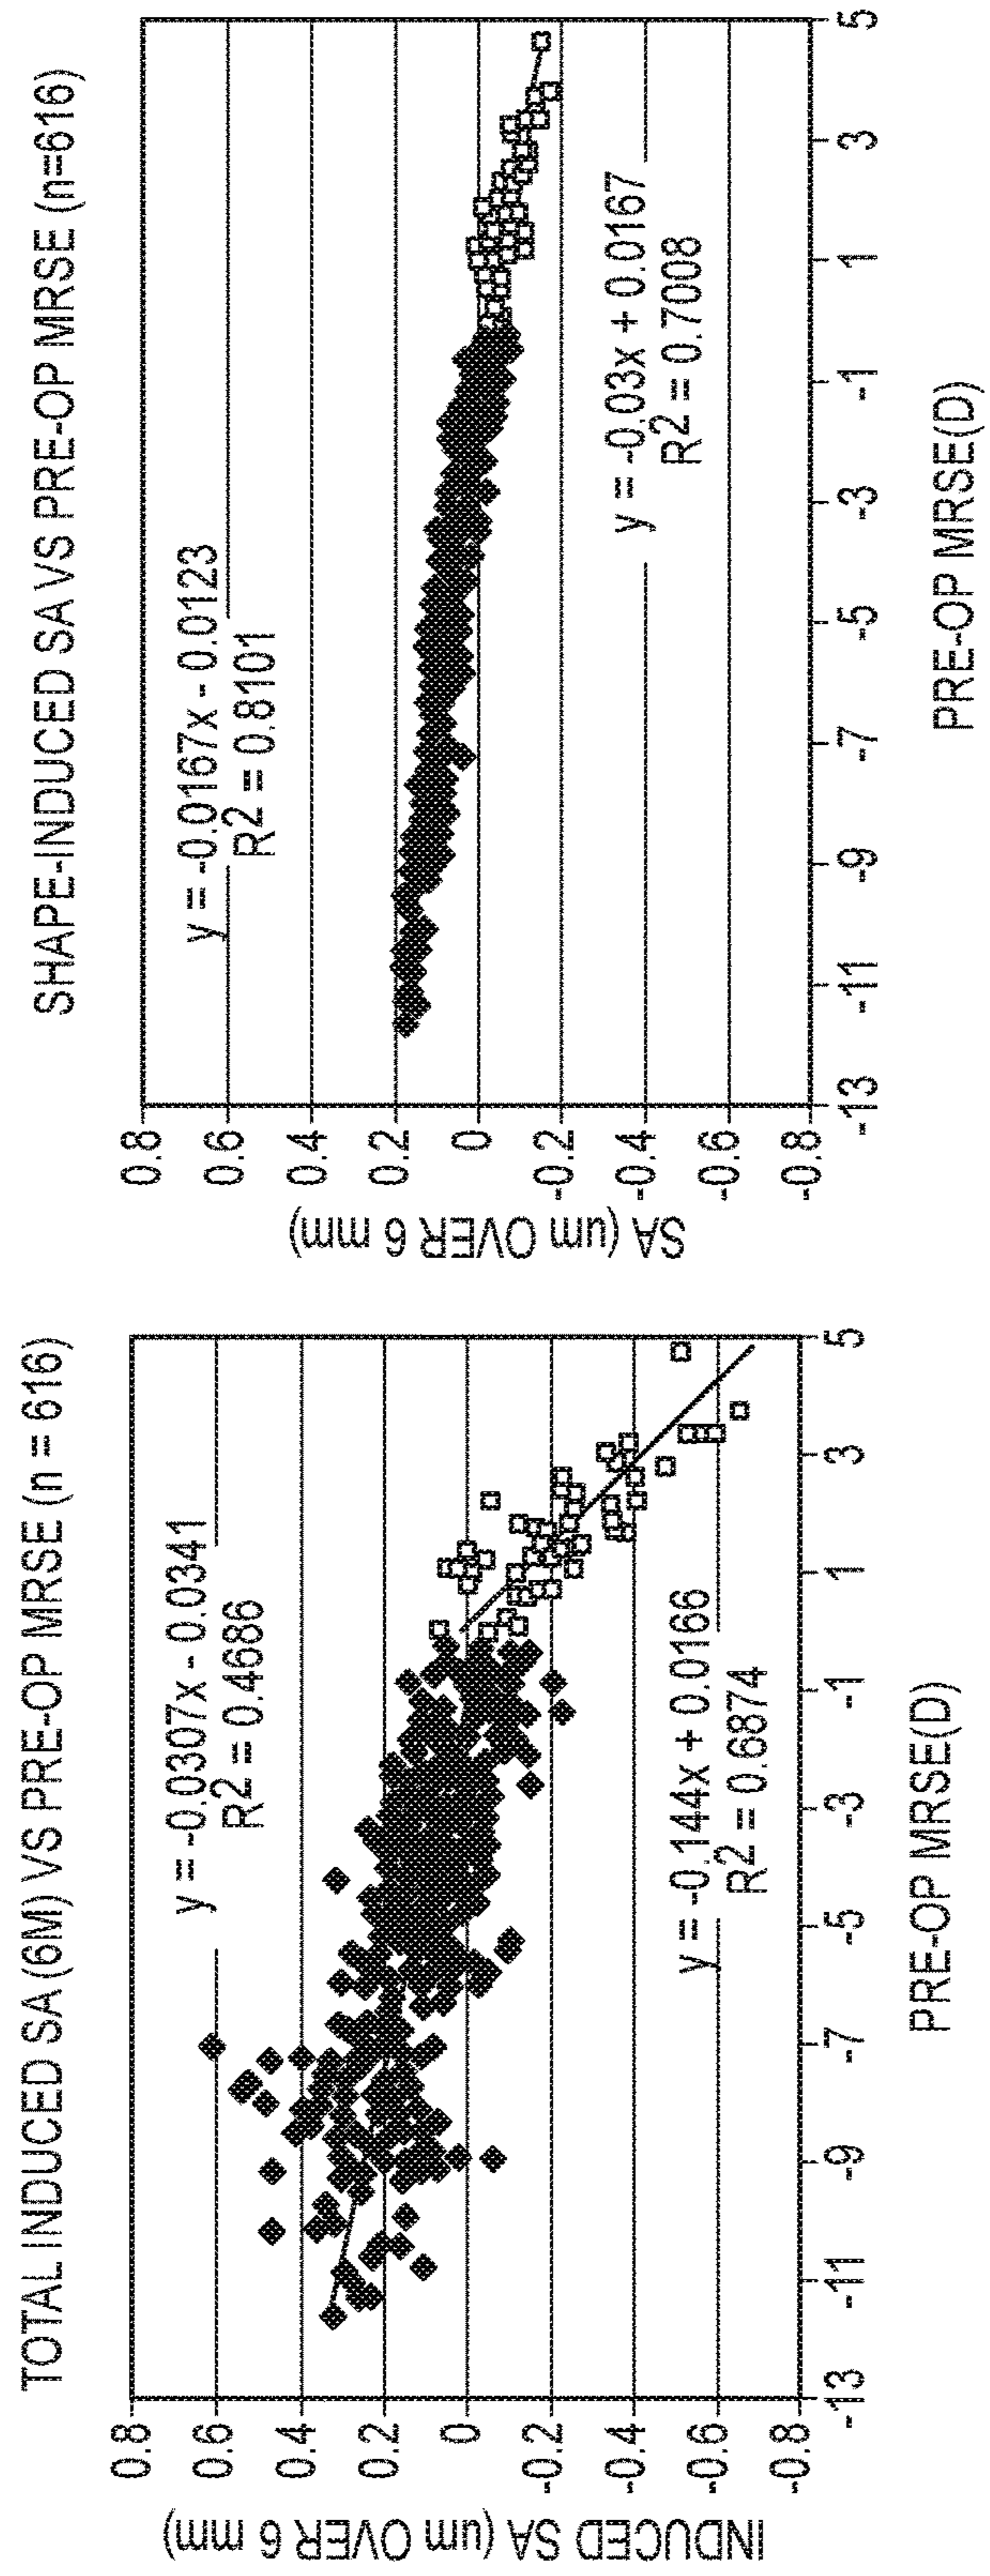 TOTAL INDUCED SA (6M) VS PRE-OP MRSE (n = 616)
INDUCED SA (um OVER 6 mm)
0.8
0.6
0.4
0.2
0
-0.2
-0.4
-0.6
-0.8
y = -0.0307x - 0.0341
R2 = 0.4686
y = -0.144x + 0.0166
R2 = 0.6874
-13 -11 -9 -7 -5 -3 -1 1 3 5
PRE-OP MRSE(D)
SHAPE-INDUCED SA VS PRE-OP MRSE (n=616)
SA (um OVER 6 mm)
0.8
0.6
0.4
0.2
0
-0.2
-0.4
-0.6
-0.8
y = -0.0167x - 0.0123
R2 = 0.8101
y = -0.03x + 0.0167
R2 = 0.7008
-13 -11 -9 -7 -5 -3 -1 1 3 5
PRE-OP MRSE(D)